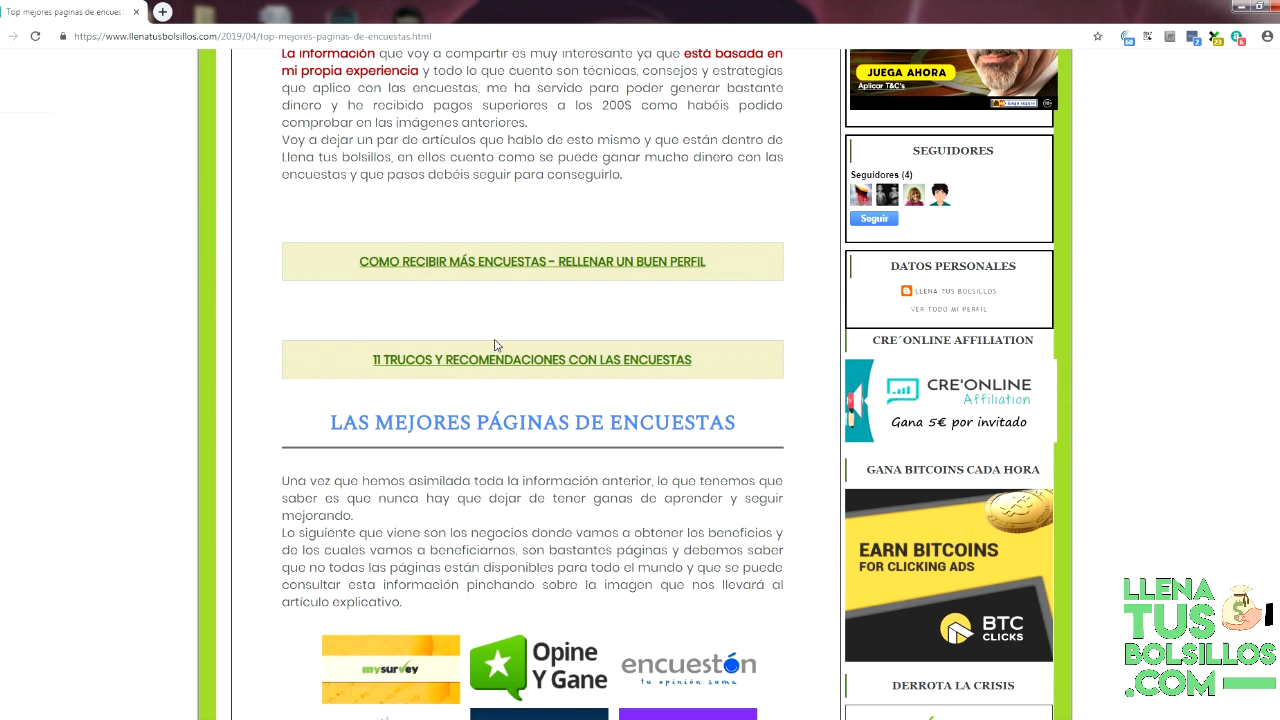 Top mejores paginas de encues
https://www.llenatusbolsillos.com/2019/04/top-mejores-paginas-de-encuestas.html
La información que voy a compartir es muy interesante ya que está basada en
mi propia experiencia y todo lo que cuento son técnicas, consejos y estrategias
que aplico con las encuestas, me ha servido para poder generar bastante
dinero y he recibido pagos superiores a los 200$ como habéis podido
comprobar en las imágenes anteriores.
Voy a dejar un par de artículos que hablo de esto mismo y que están dentro de
Llena tus bolsillos, en ellos cuento como se puede ganar mucho dinero con las
encuestas y que pasos debéis seguir para conseguirlo.
COMO RECIBIR MÁS ENCUESTAS - RELLENAR UN BUEN PERFIL
11 TRUCOS Y RECOMENDACIONES CON LAS ENCUESTAS
LAS MEJORES PÁGINAS DE ENCUESTAS
Una vez que hemos asimilada toda la información anterior, lo que tenemos que
saber es que nunca hay que dejar de tener ganas de aprender y seguir
mejorando.
Lo siguiente que viene son los negocios donde vamos a obtener los beneficios y
de los cuales vamos a beneficiarnos, son bastantes páginas y debemos saber
que no todas las páginas están disponibles para todo el mundo y que se puede
consultar esta información pinchando sobre la imagen que nos llevará al
artículo explicativo.
mysurvey
Opine
Y Gane
encuestón
tu opinión suma
JUEGA AHORA
Aplicar T&C's
SEGUIDORES
Seguidores (4)
Seguir
DATOS PERSONALES
LLENA TUS BOLSILLOS
VER TODO MI PERFIL
CRE´ONLINE AFFILIATION
CRE'ONLINE
Affiliation
Gana 5€ por invitado
GANA BITCOINS CADA HORA
EARN BITCOINS
FOR CLICKING ADS
BTC
CLICKS
DERROTA LA CRISIS
LLENA
TUS
BOLSILLOS
.COM